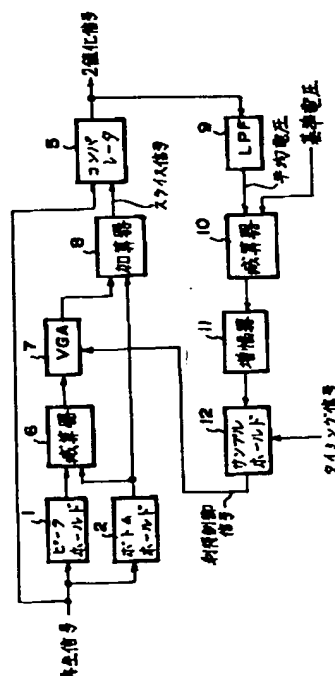 再生信号
1
ピーク
ホールド
2
ボトム
ホールド
6
減算器
7
VGA
8
加算器
スライス信号
5
コンパ
レータ
2値化信号
9
LPF
平均電圧
基準電圧
10
減算器
11
増幅器
12
サンプル
ホールド
利得制御
信号
タイミング信号